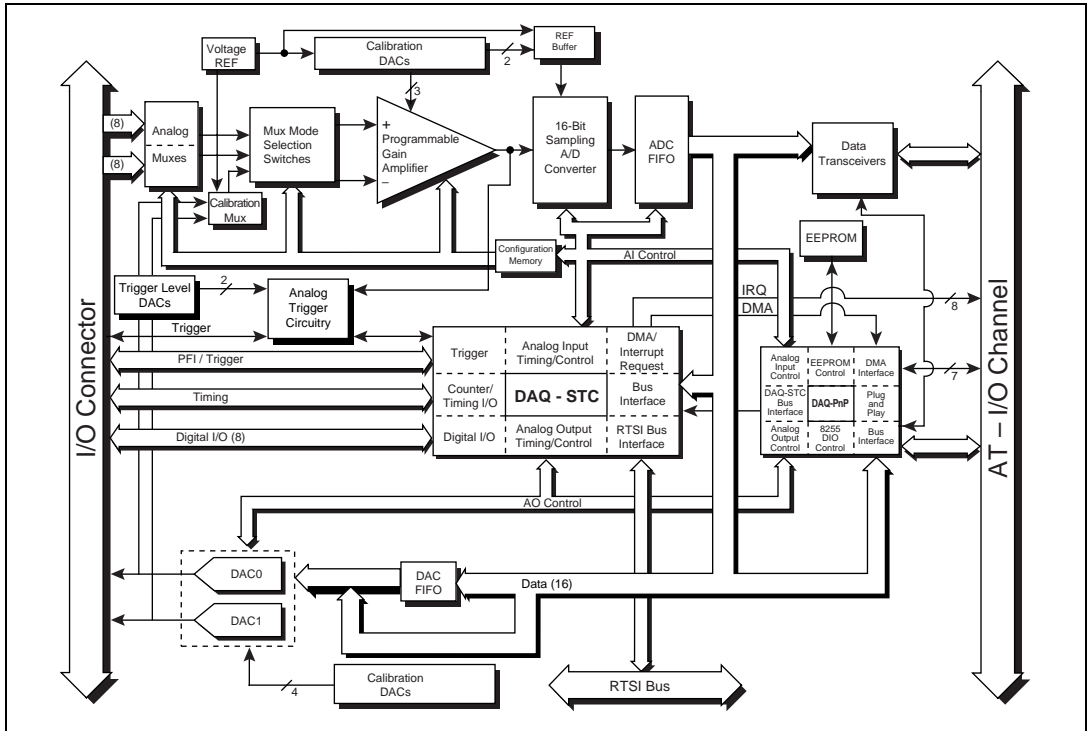 Voltage
REF
Calibration
DACs
2
REF
Buffer
3
(8)
(8)
Analog
Muxes
Mux Mode
Selection
Switches
+
Programmable
Gain
Amplifier
–
16-Bit
Sampling
A/D
Converter
ADC
FIFO
Data
Transceivers
Calibration
Mux
Configuration
Memory
AI Control
EEPROM
Trigger Level
DACs
2
Analog
Trigger
Circuitry
IRQ
DMA
8
Trigger
PFI / Trigger
Timing
Digital I/O (8)
I/O Connector
Trigger
Analog Input
Timing/Control
DMA/
Interrupt
Request
Counter/
Timing I/O
DAQ - STC
Bus
Interface
Digital I/O
Analog Output
Timing/Control
RTSI Bus
Interface
Analog
Input
Control
EEPROM
Control
DMA
Interface
DAQ-STC
Bus
Interface
DAQ-PnP
Plug
and
Play
Analog
Output
Control
8255
DIO
Control
Bus
Interface
7
AT – I/O Channel
AO Control
DAC0
DAC1
DAC
FIFO
Data (16)
4
Calibration
DACs
RTSI Bus